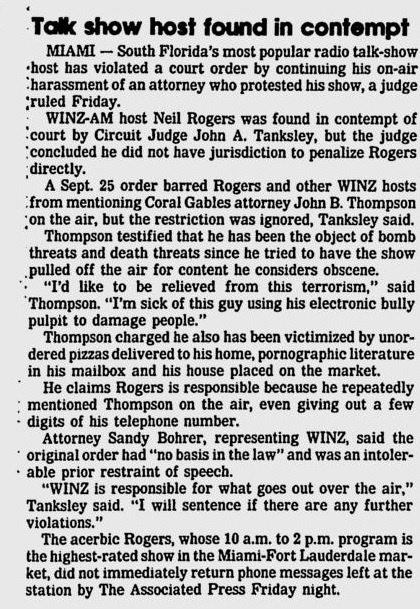 Talk show host found in contempt
MIAMI — South Florida's most popular radio talk-show
host has violated a court order by continuing his on-air
harassment of an attorney who protested his show, a judge
ruled Friday.
WINZ-AM host Neil Rogers was found in contempt of
court by Circuit Judge John A. Tanksley, but the judge
concluded he did not have jurisdiction to penalize Rogers
directly.
A Sept. 25 order barred Rogers and other WINZ hosts
from mentioning Coral Gables attorney John B. Thompson
on the air, but the restriction was ignored, Tanksley said.
Thompson testified that he has been the object of bomb
threats and death threats since he tried to have the show
pulled off the air for content he considers obscene.
"I'd like to be relieved from this terrorism," said
Thompson. "I'm sick of this guy using his electronic bully
pulpit to damage people."
Thompson charged he also has been victimized by unor-
dered pizzas delivered to his home, pornographic literature
in his mailbox and his house placed on the market.
He claims Rogers is responsible because he repeatedly
mentioned Thompson on the air, even giving out a few
digits of his telephone number.
Attorney Sandy Bohrer, representing WINZ, said the
original order had "no basis in the law" and was an intoler-
able prior restraint of speech.
"WINZ is responsible for what goes out over the air,"
Tanksley said. "I will sentence if there are any further
violations."
The acerbic Rogers, whose 10 a.m. to 2 p.m. program is
the highest-rated show in the Miami-Fort Lauderdale mar-
ket, did not immediately return phone messages left at the
station by The Associated Press Friday night.